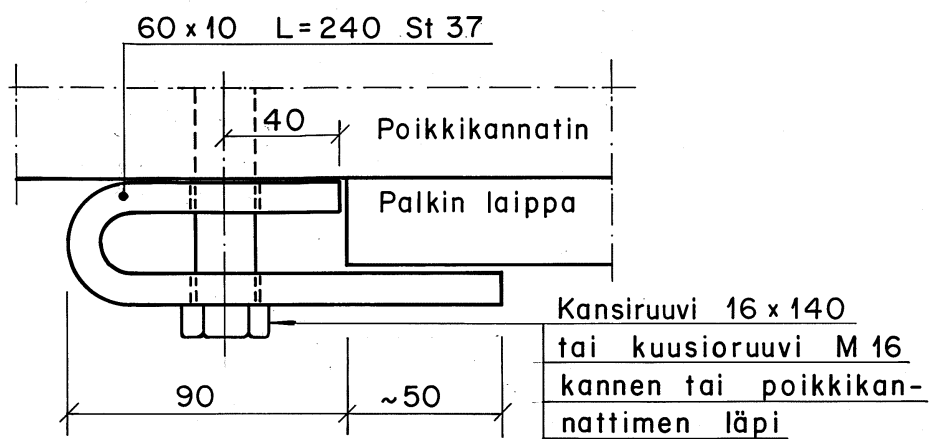 60 x 10 L=240 St 37
40
Poikkikannatin
Palkin laippa
Kansiruuvi 16 x 140
tai kuusioruuvi M 16
kannen tai poikkikan-
nattimen läpi
90
~50